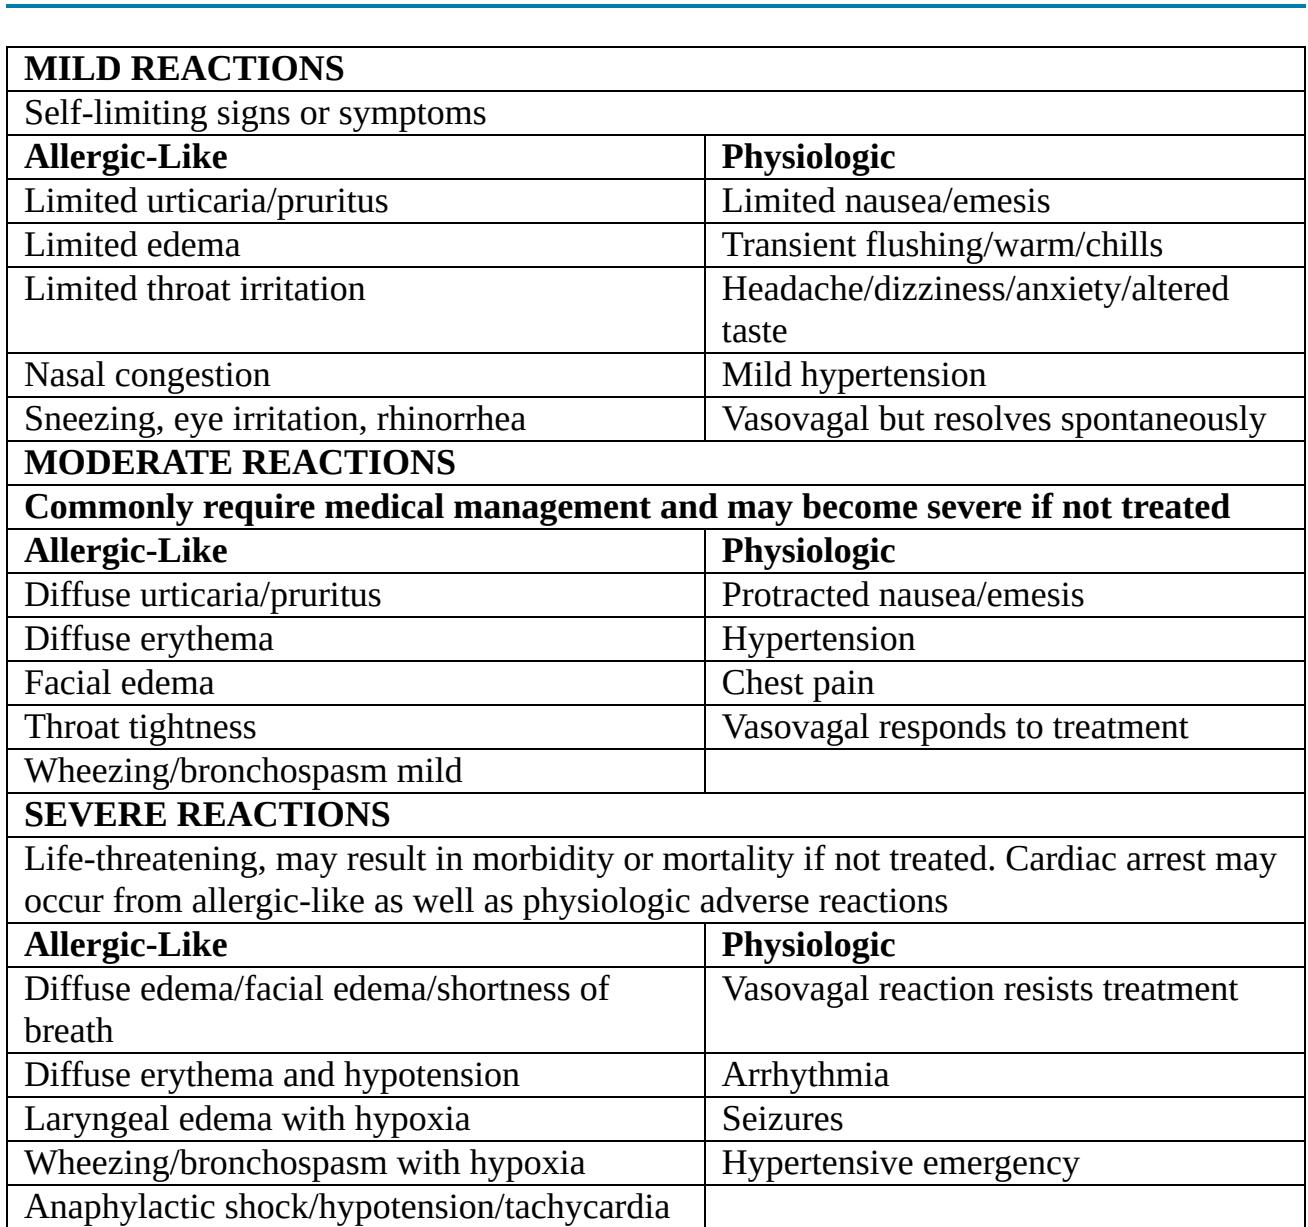 MILD REACTIONS
Self-limiting signs or symptoms
Allergic-Like Physiologic
Limited urticaria/pruritus Limited nausea/emesis
Limited edema Transient flushing/warm/chills
Limited throat irritation Headache/dizziness/anxiety/altered
taste
Nasal congestion Mild hypertension
Sneezing, eye irritation, rhinorrhea Vasovagal but resolves spontaneously
MODERATE REACTIONS
Commonly require medical management and may become severe if not treated
Allergic-Like Physiologic
Diffuse urticaria/pruritus Protracted nausea/emesis
Diffuse erythema Hypertension
Facial edema Chest pain
Throat tightness Vasovagal responds to treatment
Wheezing/bronchospasm mild
SEVERE REACTIONS
Life-threatening, may result in morbidity or mortality if not treated. Cardiac arrest may
occur from allergic-like as well as physiologic adverse reactions
Allergic-Like Physiologic
Diffuse edema/facial edema/shortness of Vasovagal reaction resists treatment
breath
Diffuse erythema and hypotension Arrhythmia
Laryngeal edema with hypoxia Seizures
Wheezing/bronchospasm with hypoxia Hypertensive emergency
Anaphylactic shock/hypotension/tachycardia